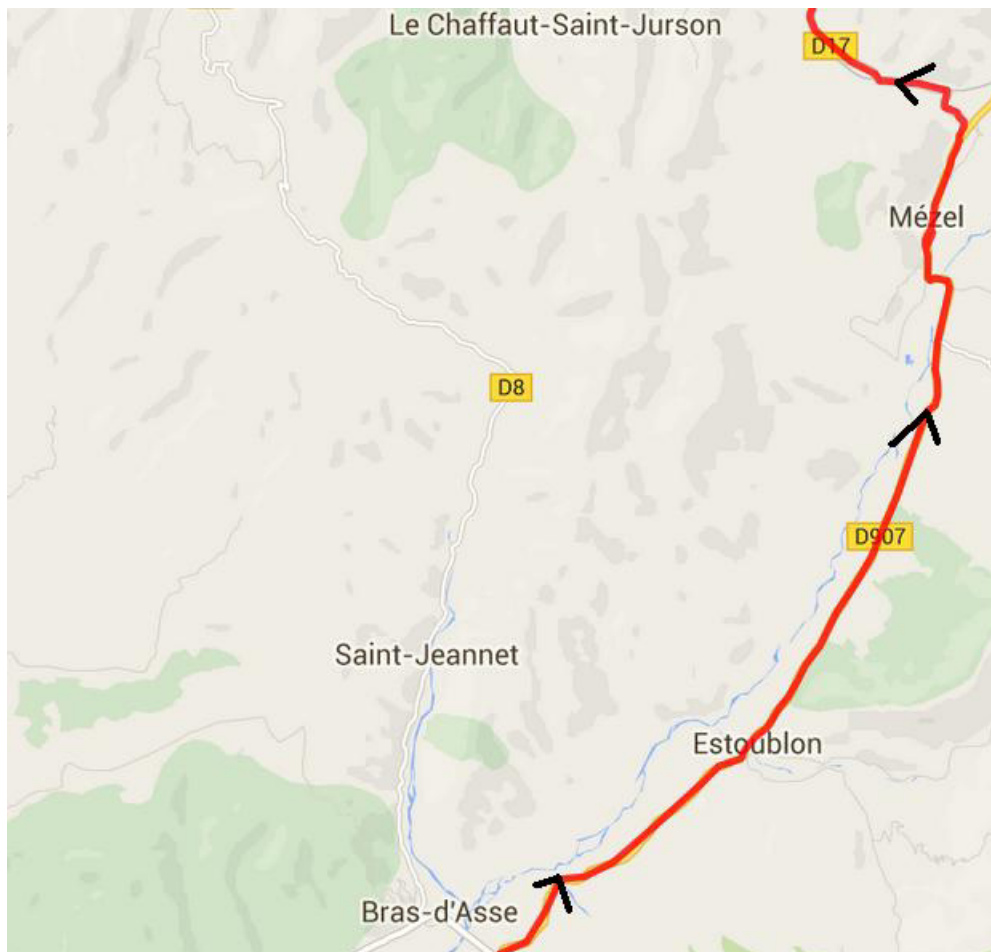 Le Chaffaut-Saint-Jurson
D17
Mézel
D8
D907
Saint-Jeannet
Estoublon
Bras-d'Asse